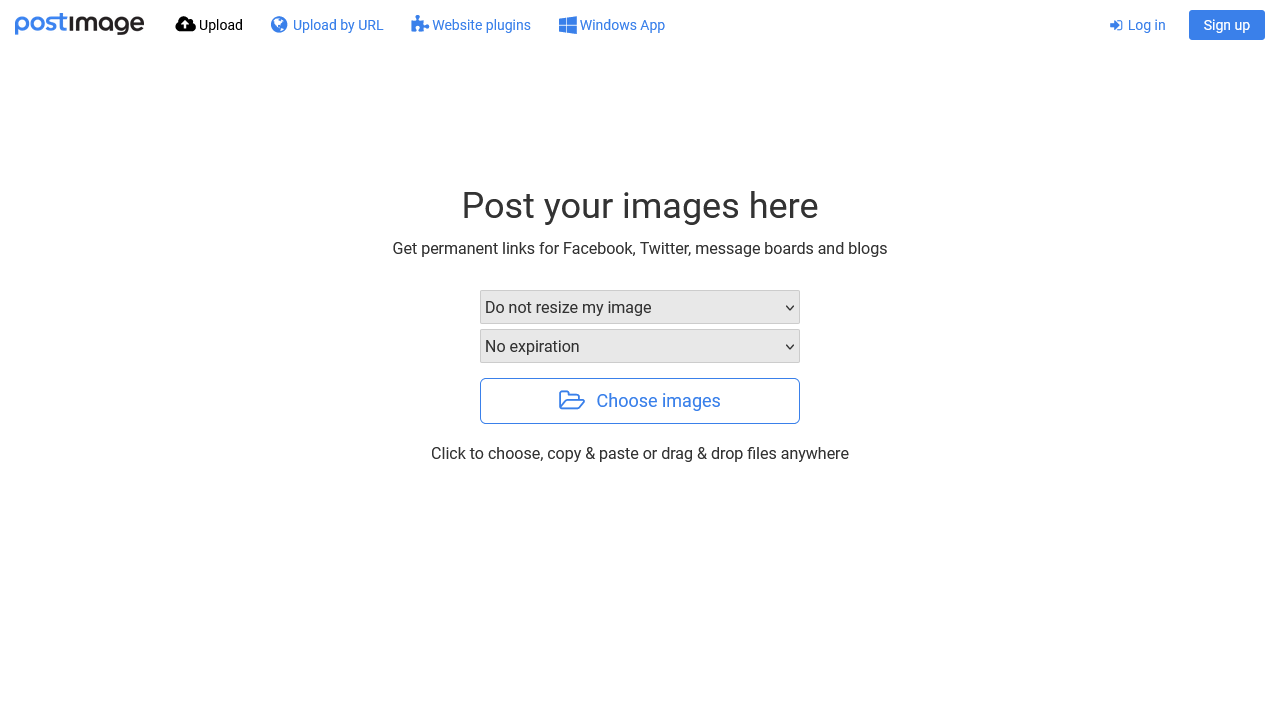 postimage Upload Upload by URL Website plugins Windows App Log in Sign up
Post your images here
Get permanent links for Facebook, Twitter, message boards and blogs
Do not resize my image
No expiration
Choose images
Click to choose, copy & paste or drag & drop files anywhere